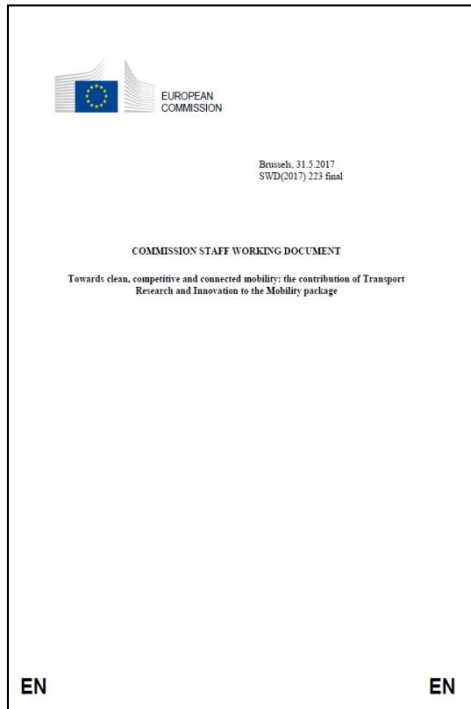 EUROPEAN
COMMISSION
Brussels, 31.5.2017
SWD(2017) 223 final
COMMISSION STAFF WORKING DOCUMENT
Towards clean, competitive and connected mobility: the contribution of Transport
Research and Innovation to the Mobility package
EN
EN